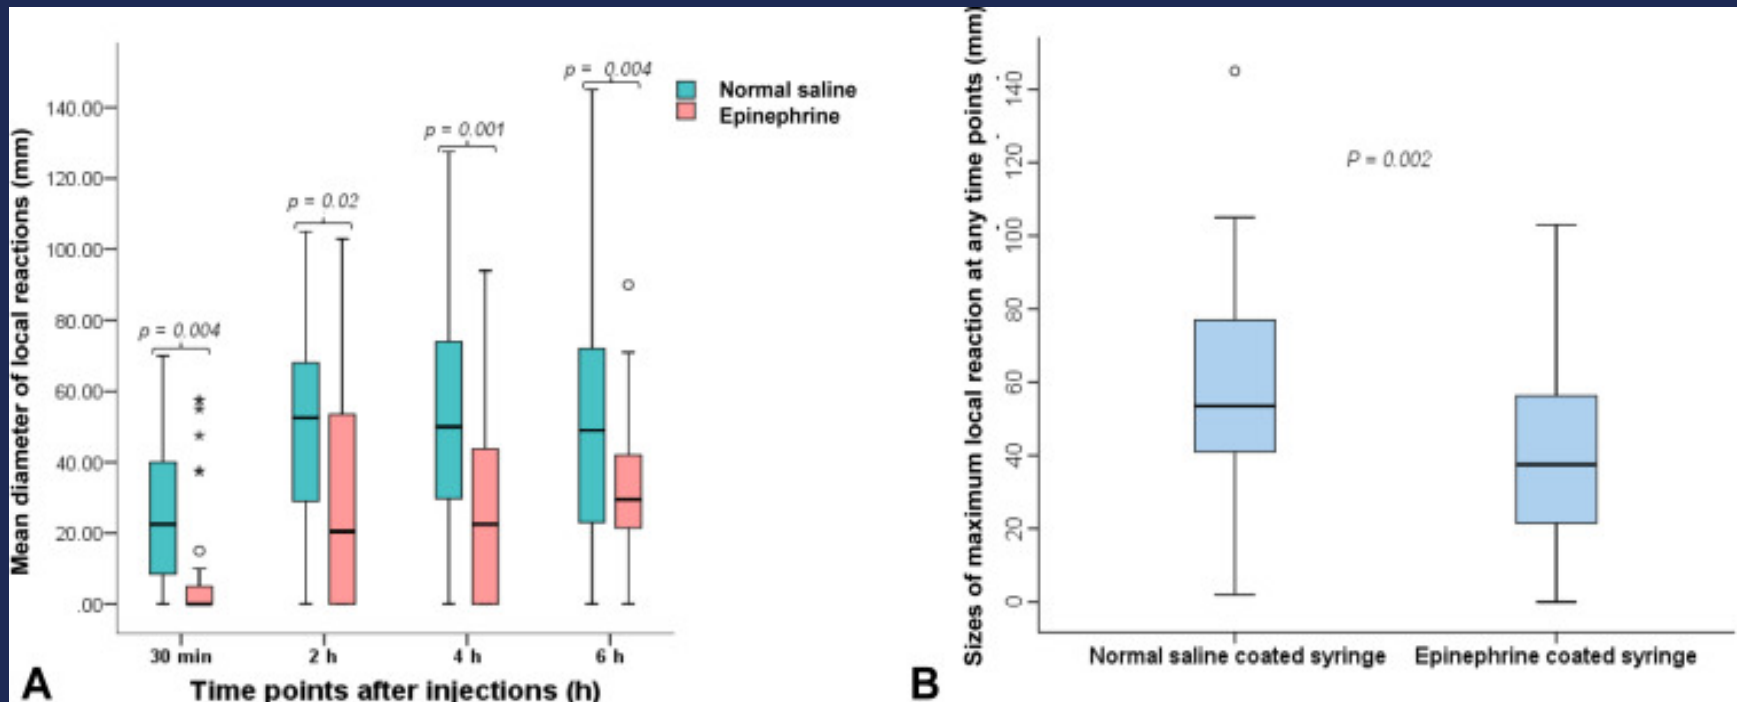 Mean diameter of local reactions (mm)
140.00
120.00
100.00
80.00
60.00
40.00
20.00
.00
p = 0.004
p = 0.02
p = 0.001
p = 0.004
Normal saline
Epinephrine
30 min
2 h
4 h
6 h
Time points after injections (h)
A
Sizes of maximum local reaction at any time points (mm)
140
120
100
80
60
40
20
0
P = 0.002
Normal saline coated syringe
Epinephrine coated syringe
B